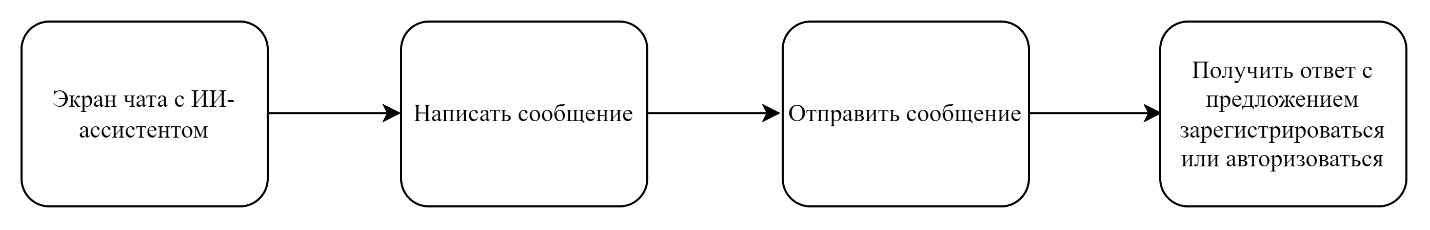 Экран чата с ИИ-
ассистентом
Написать сообщение
Отправить сообщение
Получить ответ с
предложением
зарегистрироваться
или авторизоваться